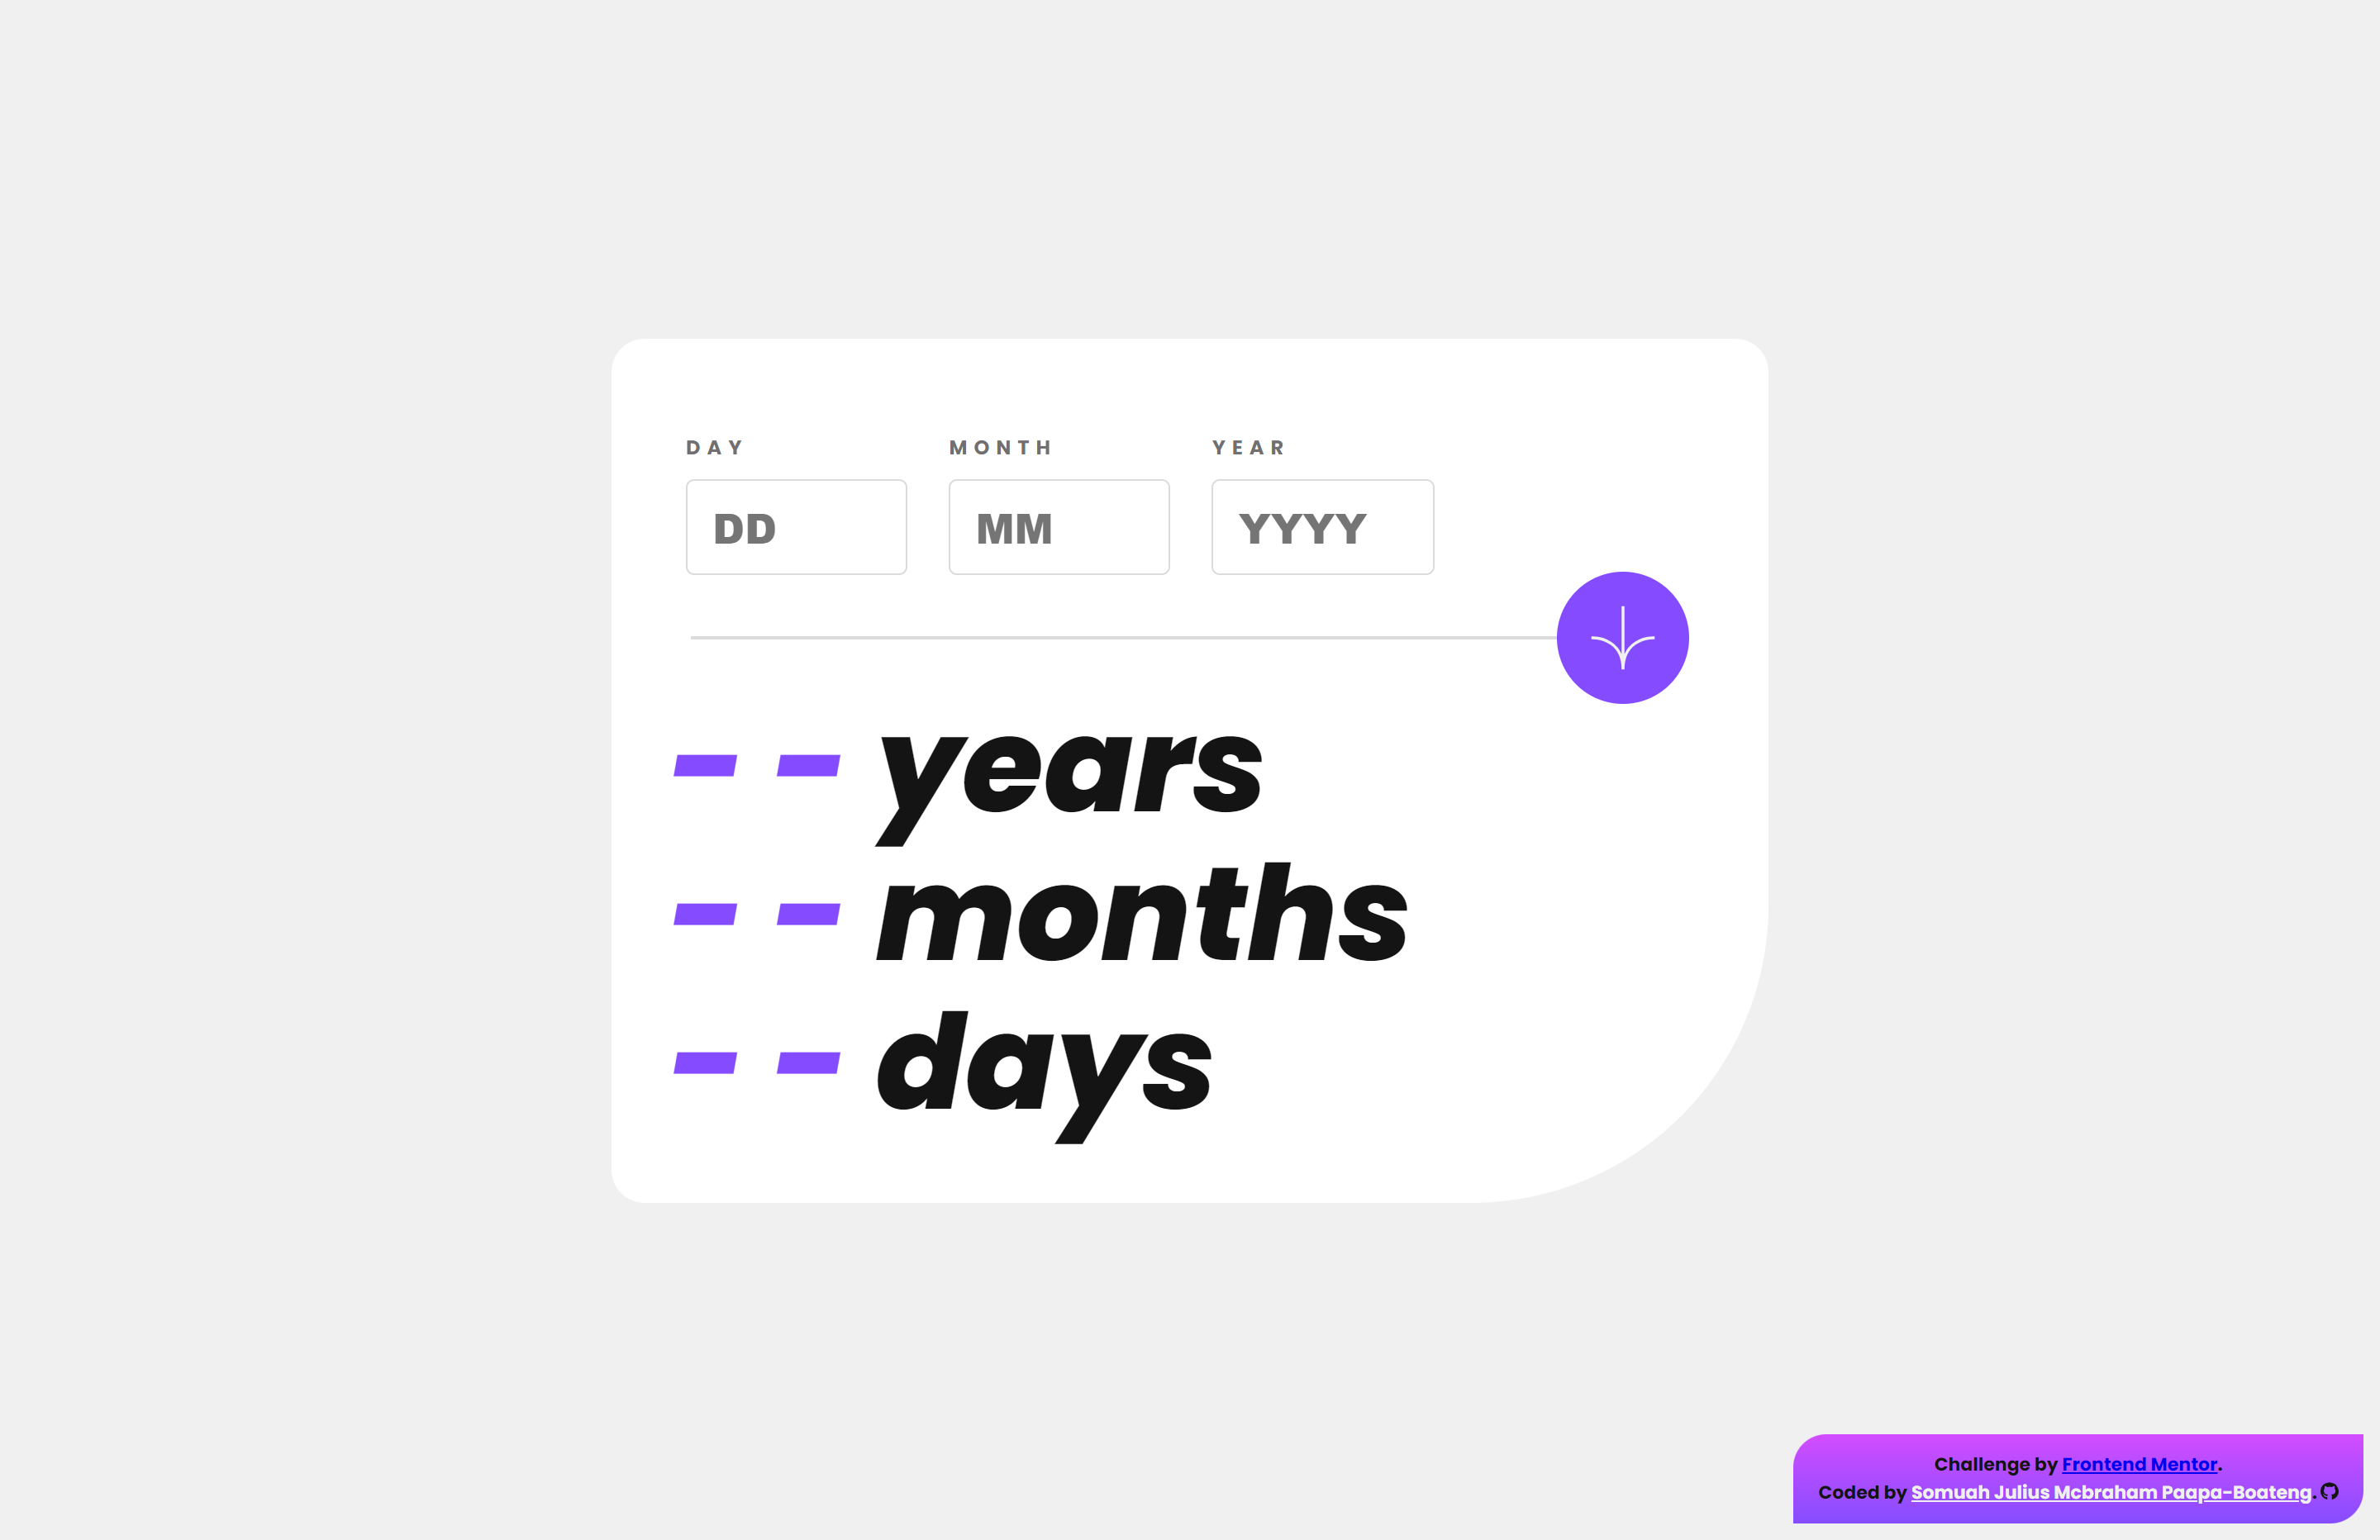 DAY MONTH YEAR
DD MM YYYY
-- years
-- months
-- days
Challenge by Frontend Mentor.
Coded by Somuah Julius Mcbraham Paapa-Boateng.